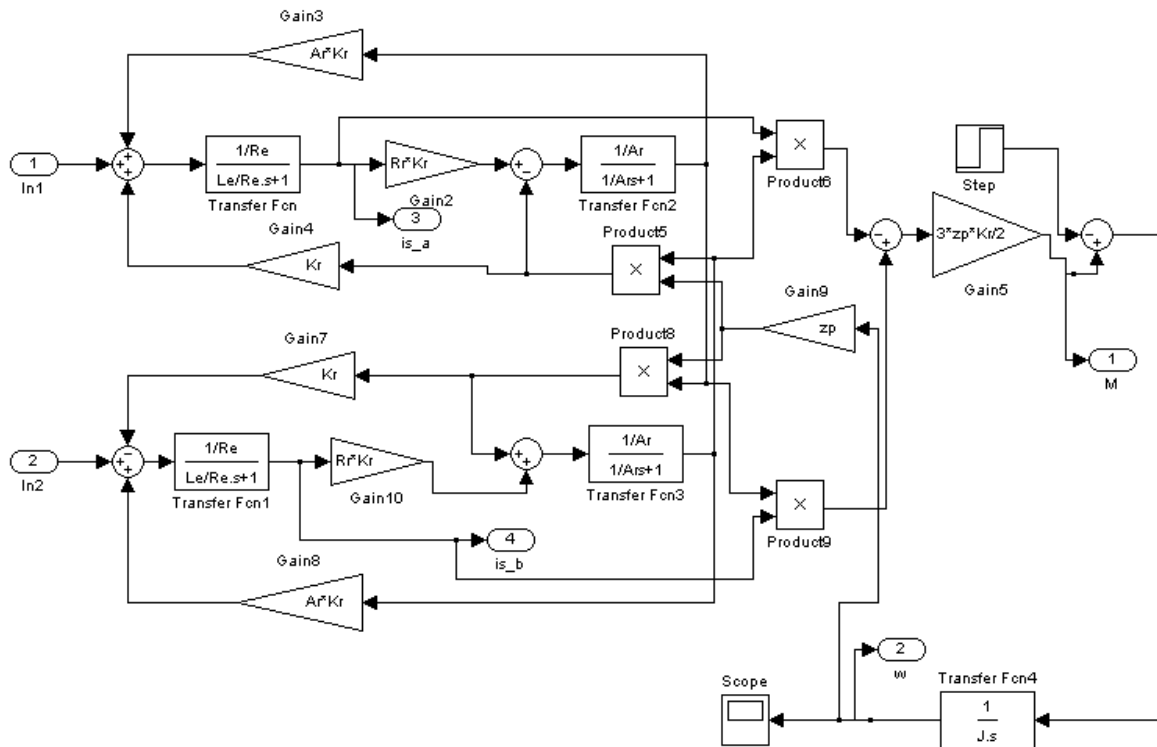 Gain3
Ar*Kr
1
In1
+
+
+
1/Re
Le/Re.s+1
Transfer Fcn
Rr*Kr
Gain2
+
−
1/Ar
1/Ars+1
Transfer Fcn2
3
is_a
×
Product6
Step
Gain4
Kr
Product5
×
−
+
3*zp*Kr/2
Gain5
−
+
Gain9
zp
1
M
Gain7
Kr
Product8
×
2
In2
−
+
+
1/Re
Le/Re.s+1
Transfer Fcn1
Rr*Kr
Gain10
+
+
1/Ar
1/Ars+1
Transfer Fcn3
×
Product9
4
is_b
Gain8
Ar*Kr
2
w
Scope
Transfer Fcn4
1
J.s